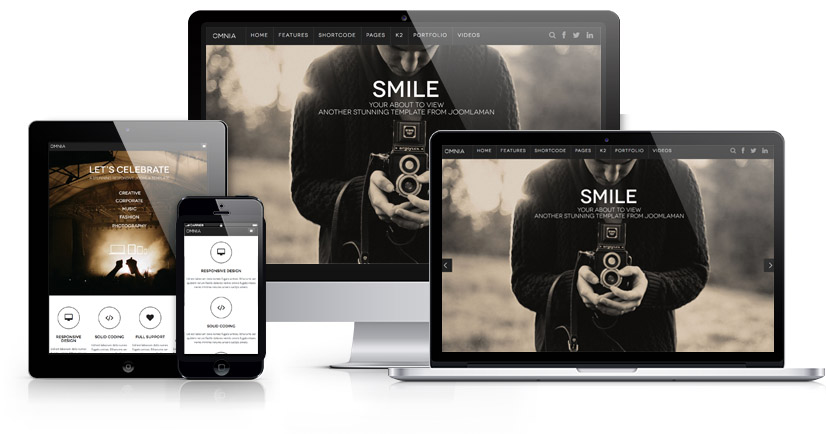 OMNIA HOME FEATURES SHORTCODE PAGES K2 PORTFOLIO VIDEOS
SMILE
YOUR ABOUT TO VIEW
ANOTHER STUNNING TEMPLATE FROM JOOMLAMAN
OMNIA
LET'S CELEBRATE
CREATIVE
CORPORATE
MUSIC
FASHION
PHOTOGRAPHY
RESPONSIVE
DESIGN
SOLID CODING
FULL SUPPORT
OMNIA
RESPONSIVE DESIGN
SOLID CODING
OMNIA HOME FEATURES SHORTCODE PAGES K2 PORTFOLIO VIDEOS
SMILE
YOUR ABOUT TO VIEW
ANOTHER STUNNING TEMPLATE FROM JOOMLAMAN